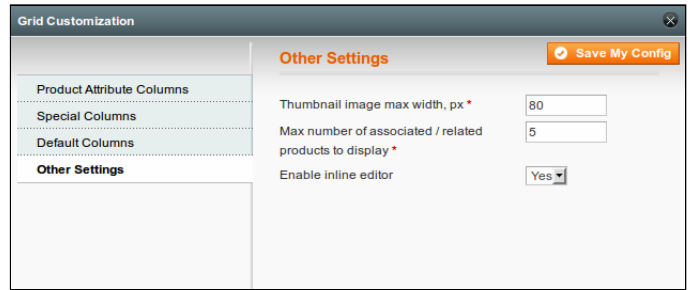 Grid Customization
Other Settings
Save My Config
Product Attribute Columns
Special Columns
Default Columns
Other Settings
Thumbnail image max width, px *
80
Max number of associated / related
products to display *
5
Enable inline editor
Yes